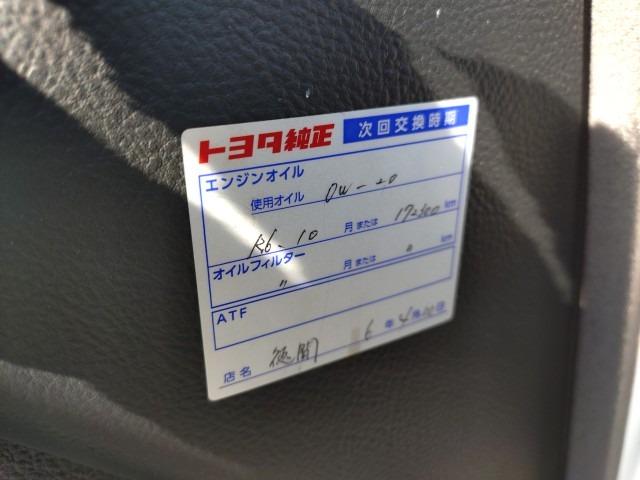 トヨタ純正 次回交換時期
エンジンオイル
使用オイル 0W-20
R6-10 月または 17200 km
オイルフィルター 〃 月または 〃 km
ATF
店名 徳間 6年4月20日